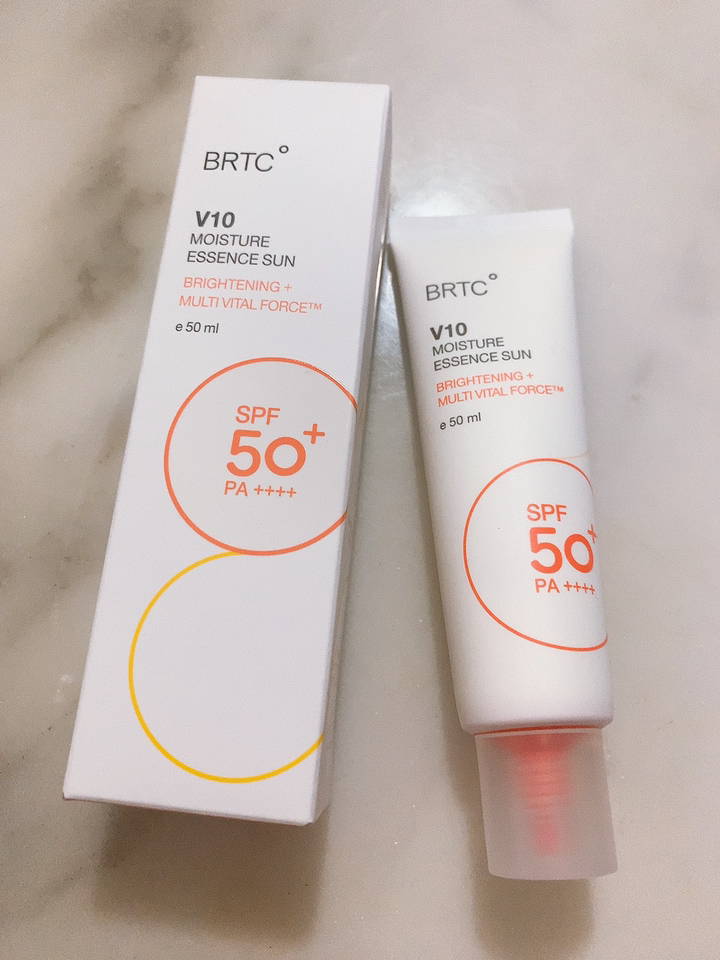 BRTC°
V10
MOISTURE
ESSENCE SUN
BRIGHTENING +
MULTI VITAL FORCE™
e 50 ml
SPF
50+
PA ++++
BRTC°
V10
MOISTURE
ESSENCE SUN
BRIGHTENING +
MULTI VITAL FORCE™
e 50 ml
SPF
50+
PA ++++